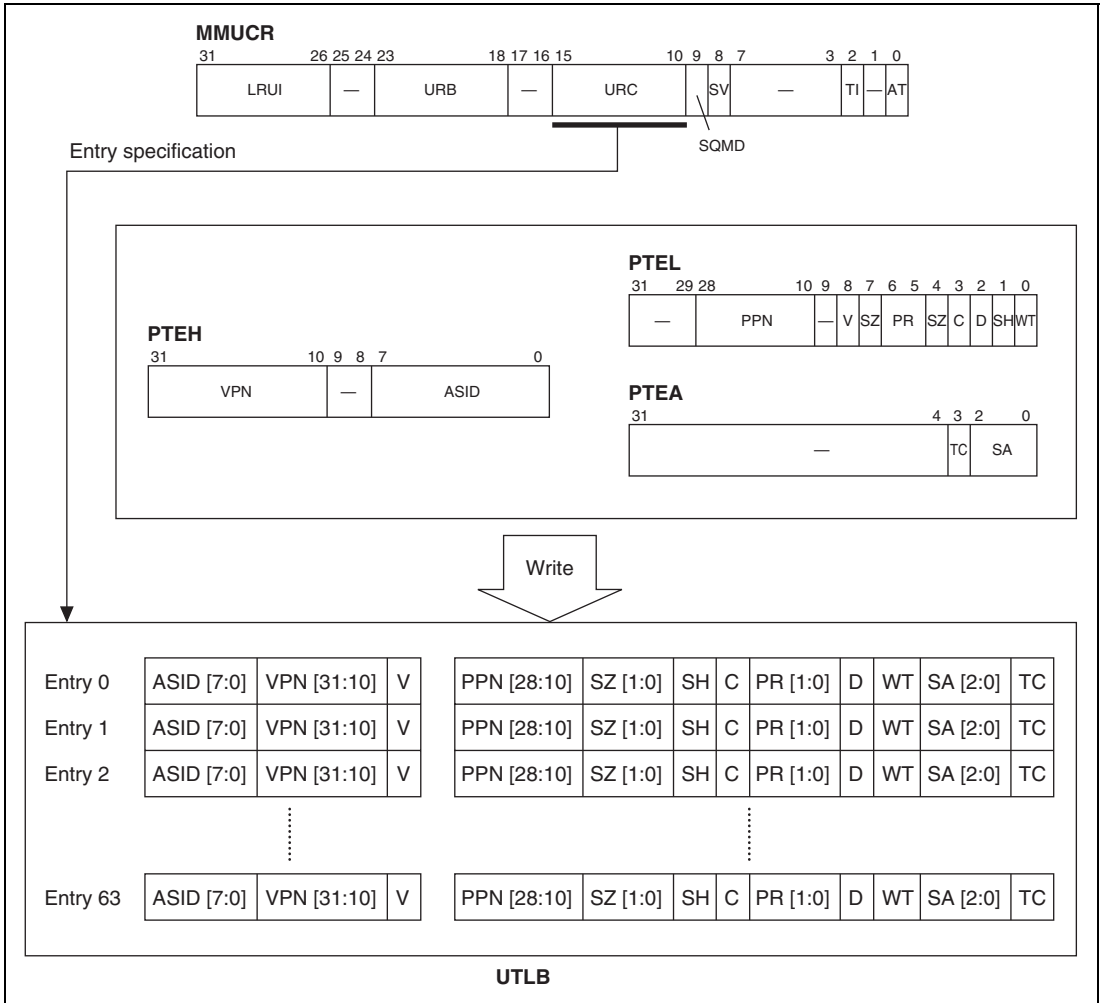 MMUCR
31 26 25 24 23 18 17 16 15 10 9 8 7 3 2 1 0
LRUI — URB — URC SV — TI — AT
SQMD
Entry specification
PTEL
31 29 28 10 9 8 7 6 5 4 3 2 1 0
— PPN — V SZ PR SZ C D SH WT
PTEH
31 10 9 8 7 0
VPN — ASID
PTEA
31 4 3 2 0
— TC SA
Write
Entry 0 ASID [7:0] VPN [31:10] V PPN [28:10] SZ [1:0] SH C PR [1:0] D WT SA [2:0] TC
Entry 1 ASID [7:0] VPN [31:10] V PPN [28:10] SZ [1:0] SH C PR [1:0] D WT SA [2:0] TC
Entry 2 ASID [7:0] VPN [31:10] V PPN [28:10] SZ [1:0] SH C PR [1:0] D WT SA [2:0] TC
Entry 63 ASID [7:0] VPN [31:10] V PPN [28:10] SZ [1:0] SH C PR [1:0] D WT SA [2:0] TC
UTLB